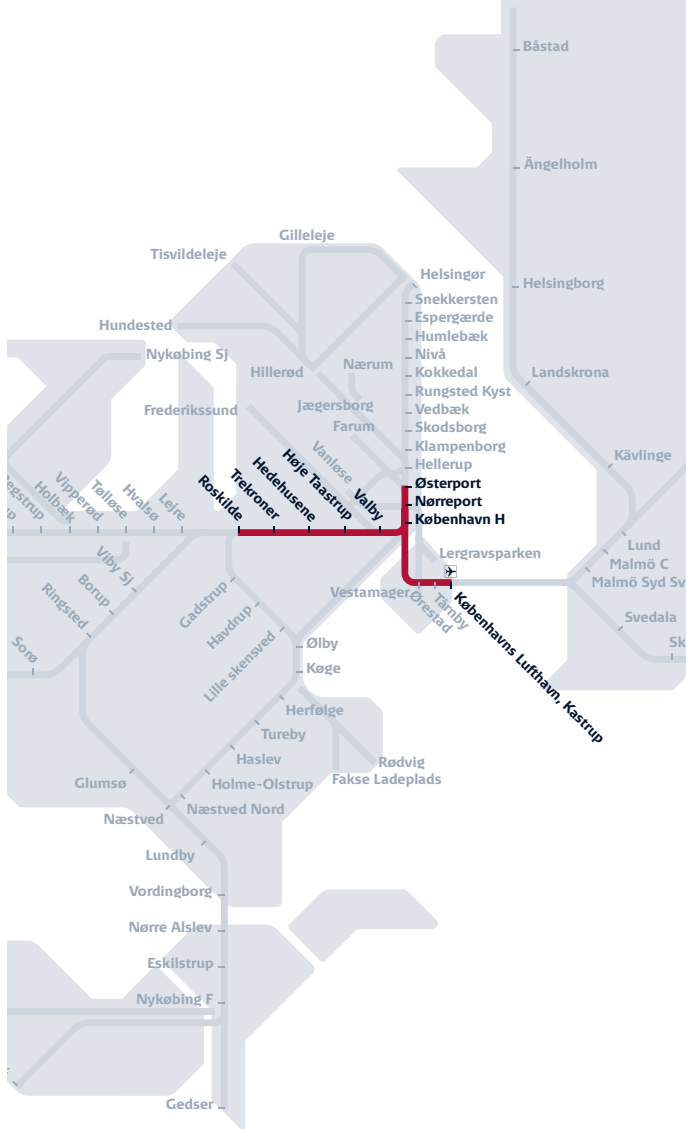 Båstad
Ängelholm
Gilleleje
Tisvildeleje
Helsingør
Helsingborg
Snekkersten
Espergærde
Hundested
Humlebæk
Nykøbing Sj
Nivå
Nærum
Hillerød
Kokkedal
Landskrona
Rungsted Kyst
Jægersborg
Frederikssund
Vedbæk
Farum
Skodsborg
Klampenborg
Kävlinge
Vanløse
Hellerup
Østerport
Nørreport
København H
Valby
Høje Taastrup
Hedehusene
Trekroner
Roskilde
Lejre
Hvalsø
Tølløse
Vipperød
Holbæk
Lergravsparken
Lund
Malmö C
Malmö Syd Sv
Vestamager
Ørestad
Tårnby
Københavns Lufthavn, Kastrup
Viby Sj
Borup
Ringsted
Sorø
Gadstrup
Havdrup
Lille skensved
Svedala
Sk
Ølby
Køge
Herfølge
Tureby
Haslev
Rødvig
Fakse Ladeplads
Holme-Olstrup
Glumsø
Næstved Nord
Næstved
Lundby
Vordingborg
Nørre Alslev
Eskilstrup
Nykøbing F
Gedser